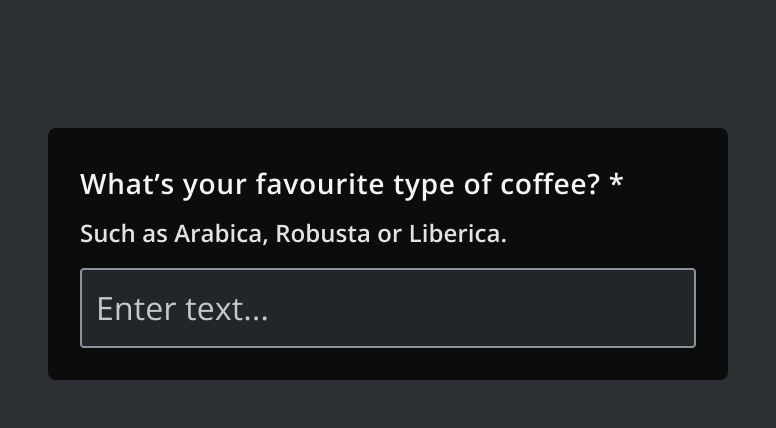 What’s your favourite type of coffee? *
Such as Arabica, Robusta or Liberica.
Enter text...